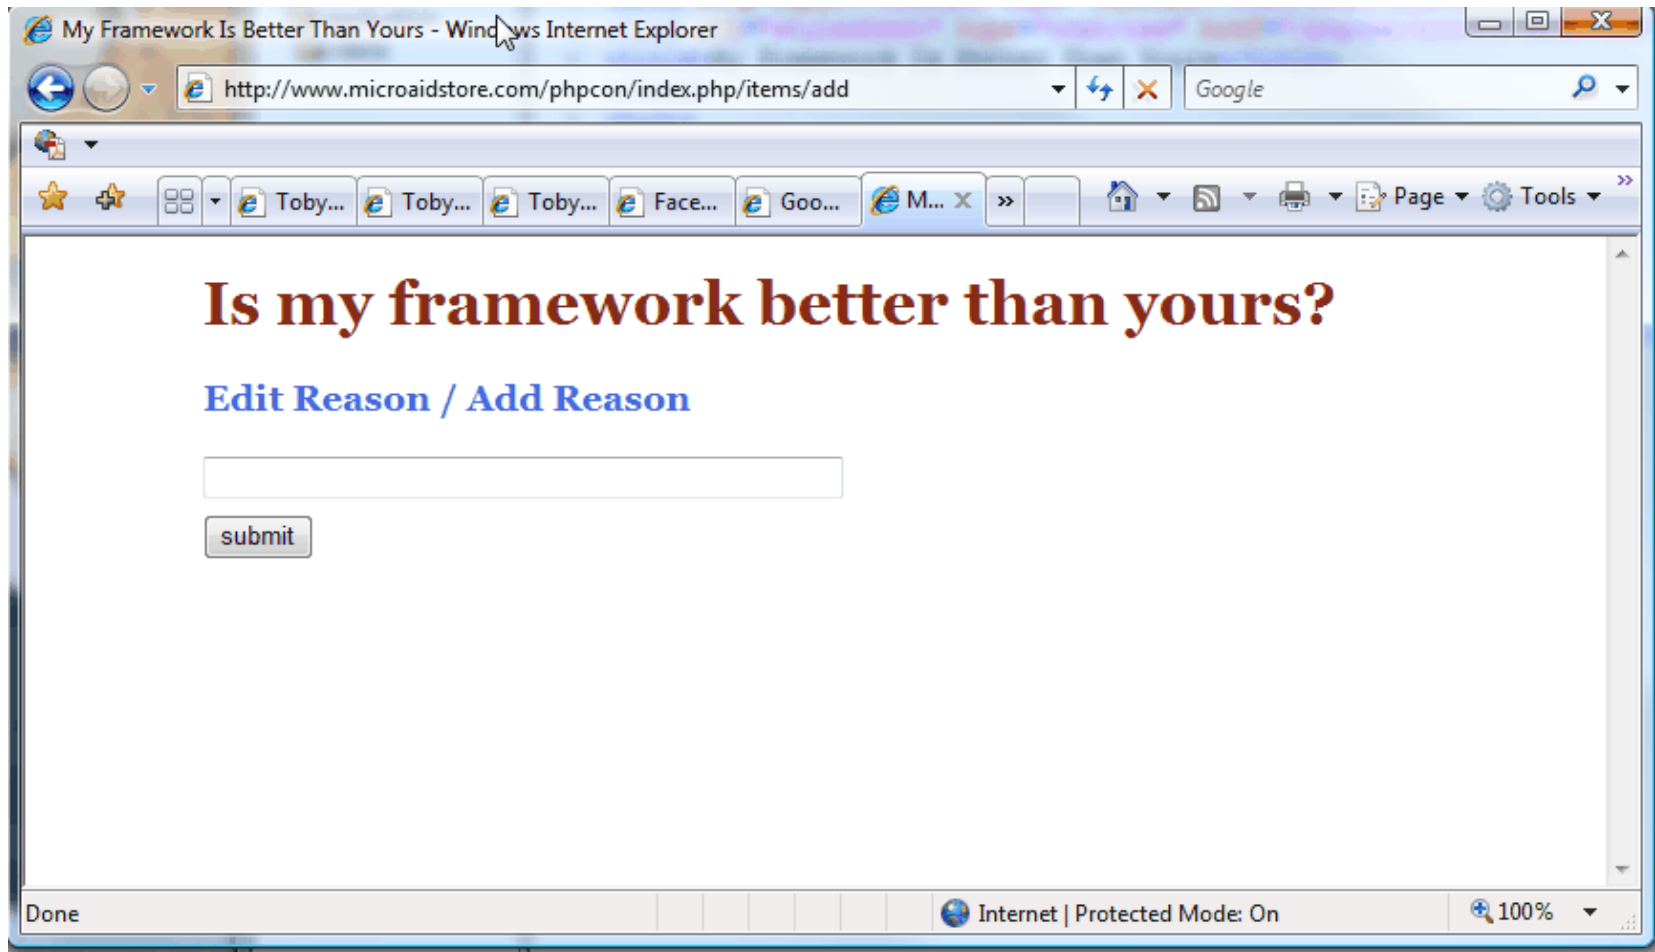 My Framework Is Better Than Yours - Windows Internet Explorer
http://www.microaidstore.com/phpcon/index.php/items/add
Google
Toby... Toby... Toby... Face... Goo... M... Page Tools
Is my framework better than yours?
Edit Reason / Add Reason
submit
Done Internet | Protected Mode: On 100%